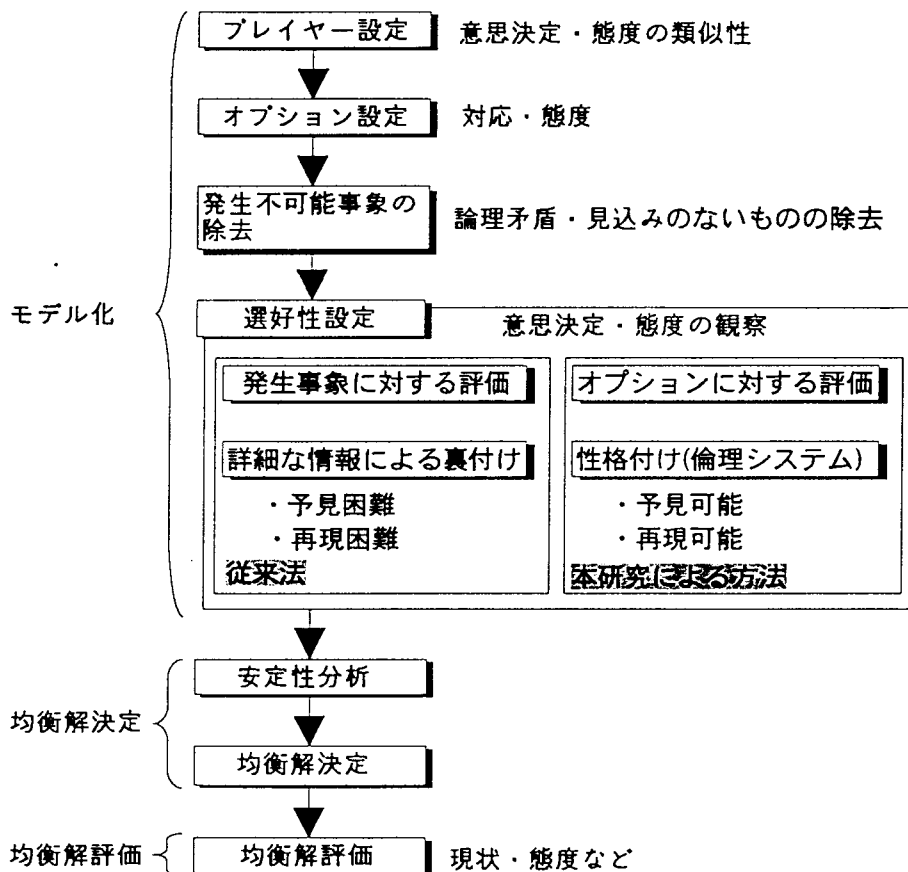 プレイヤー設定
意思決定・態度の類似性
オプション設定
対応・態度
発生不可能事象の
除去
論理矛盾・見込みのないものの除去
モデル化
選好性設定
意思決定・態度の観察
発生事象に対する評価
詳細な情報による裏付け
・予見困難
・再現困難
従来法
オプションに対する評価
性格付け(倫理システム)
・予見可能
・再現可能
本研究による方法
安定性分析
均衡解決定
均衡解決定
均衡解評価
均衡解評価
現状・態度など